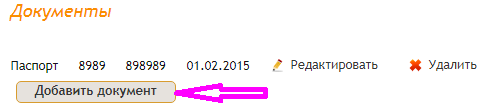 Документы
Паспорт 8989 898989 01.02.2015 Редактировать Удалить
Добавить документ